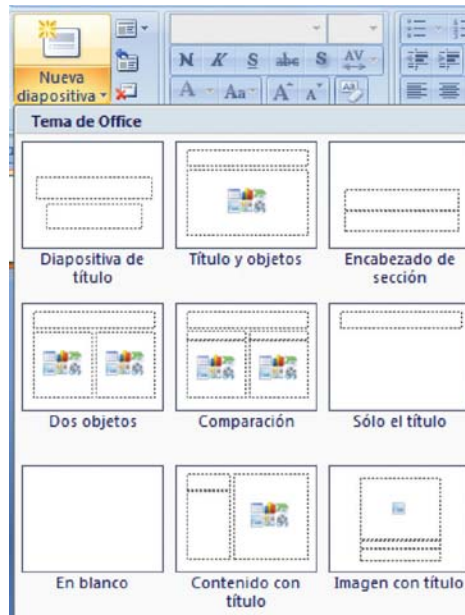 Nueva
diapositiva
N K S abc S AV
A Aa A A
Tema de Office
Diapositiva de
título
Título y objetos
Encabezado de
sección
Dos objetos
Comparación
Sólo el título
En blanco
Contenido con
título
Imagen con título